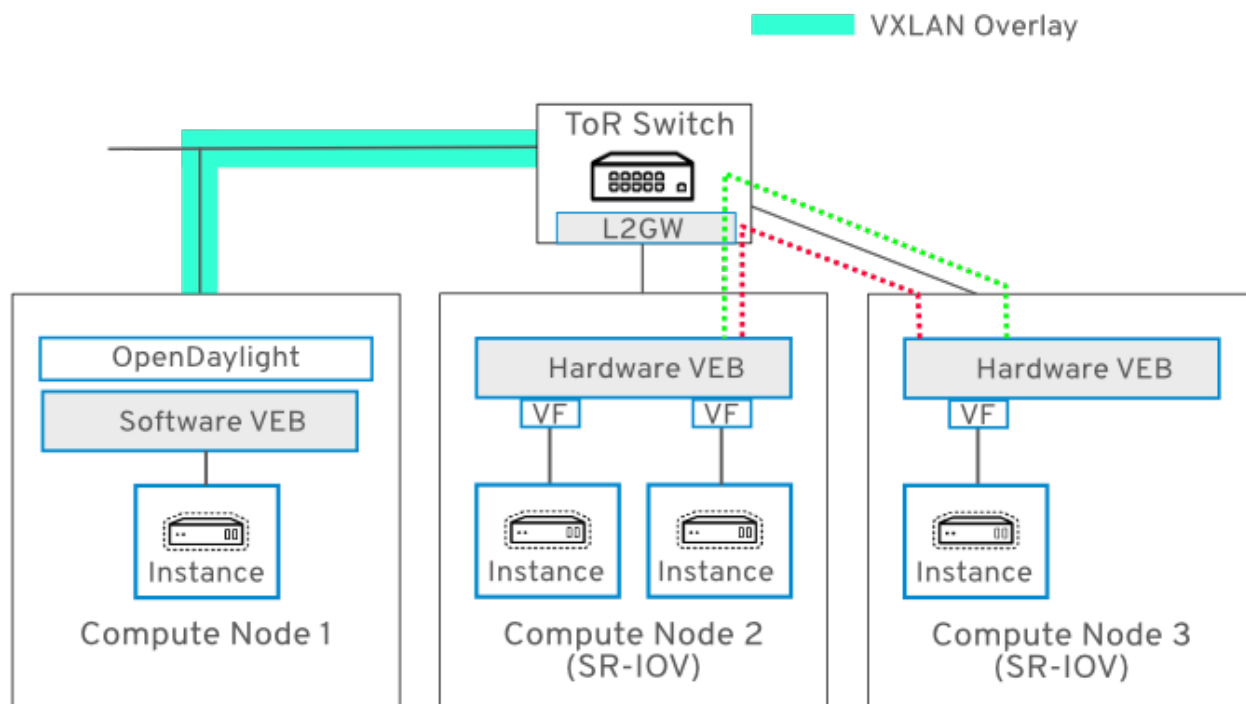 VXLAN Overlay
ToR Switch
L2GW
OpenDaylight
Software VEB
Instance
Compute Node 1
Hardware VEB
VF
VF
Instance
Instance
Compute Node 2
(SR-IOV)
Hardware VEB
VF
Instance
Compute Node 3
(SR-IOV)